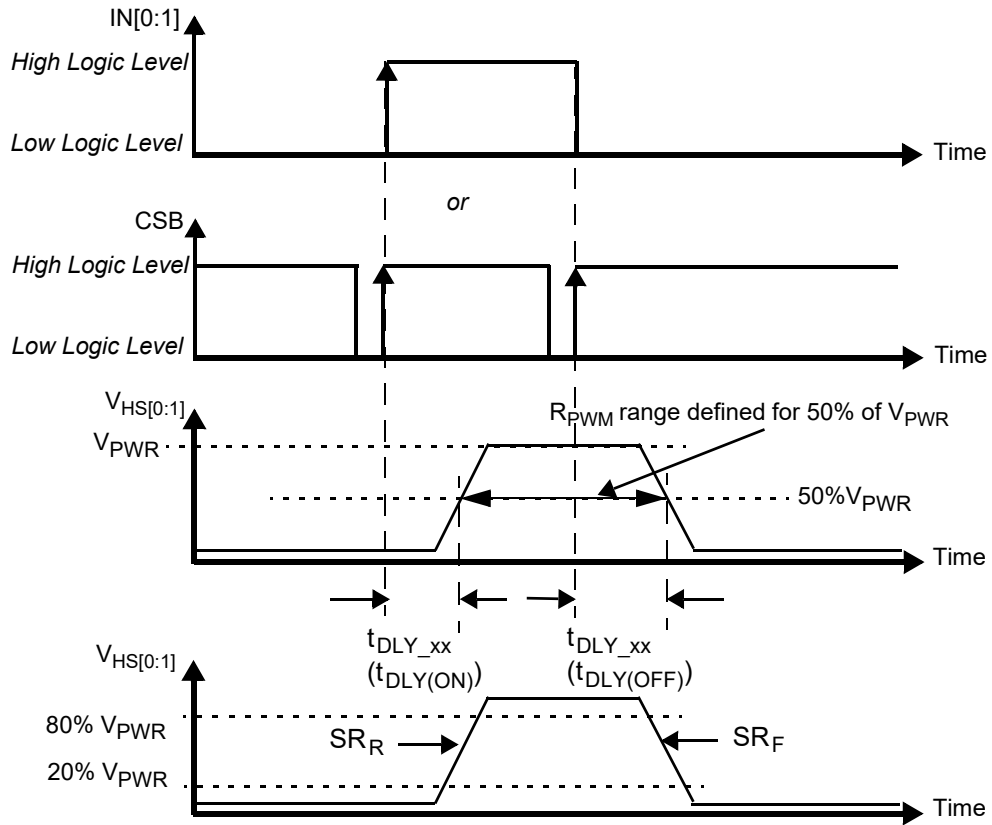 IN[0:1]
High Logic Level
Low Logic Level
Time
or
CSB
High Logic Level
Low Logic Level
Time
VHS[0:1]
RPWM range defined for 50% of VPWR
VPWR
50%VPWR
Time
tDLY_xx
(tDLY(ON))
tDLY_xx
(tDLY(OFF))
VHS[0:1]
80% VPWR
SRR
SRF
20% VPWR
Time